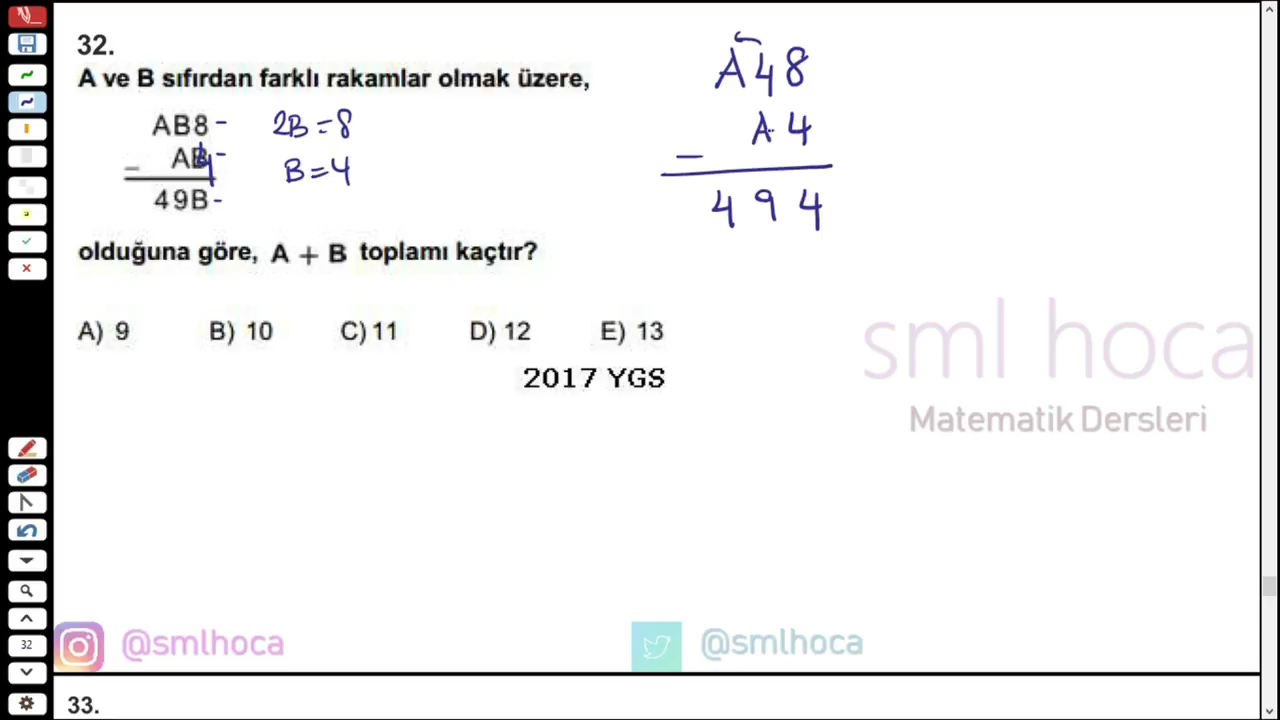 32.
A ve B sıfırdan farklı rakamlar olmak üzere,
AB8 -
- AB -
49B -
4
2B = 8
B = 4
A48
- A4
494
olduğuna göre, A + B toplamı kaçtır?
A) 9 B) 10 C) 11 D) 12 E) 13
2017 YGS
sml hoca
Matematik Dersleri
32
@smlhoca @smlhoca
33.